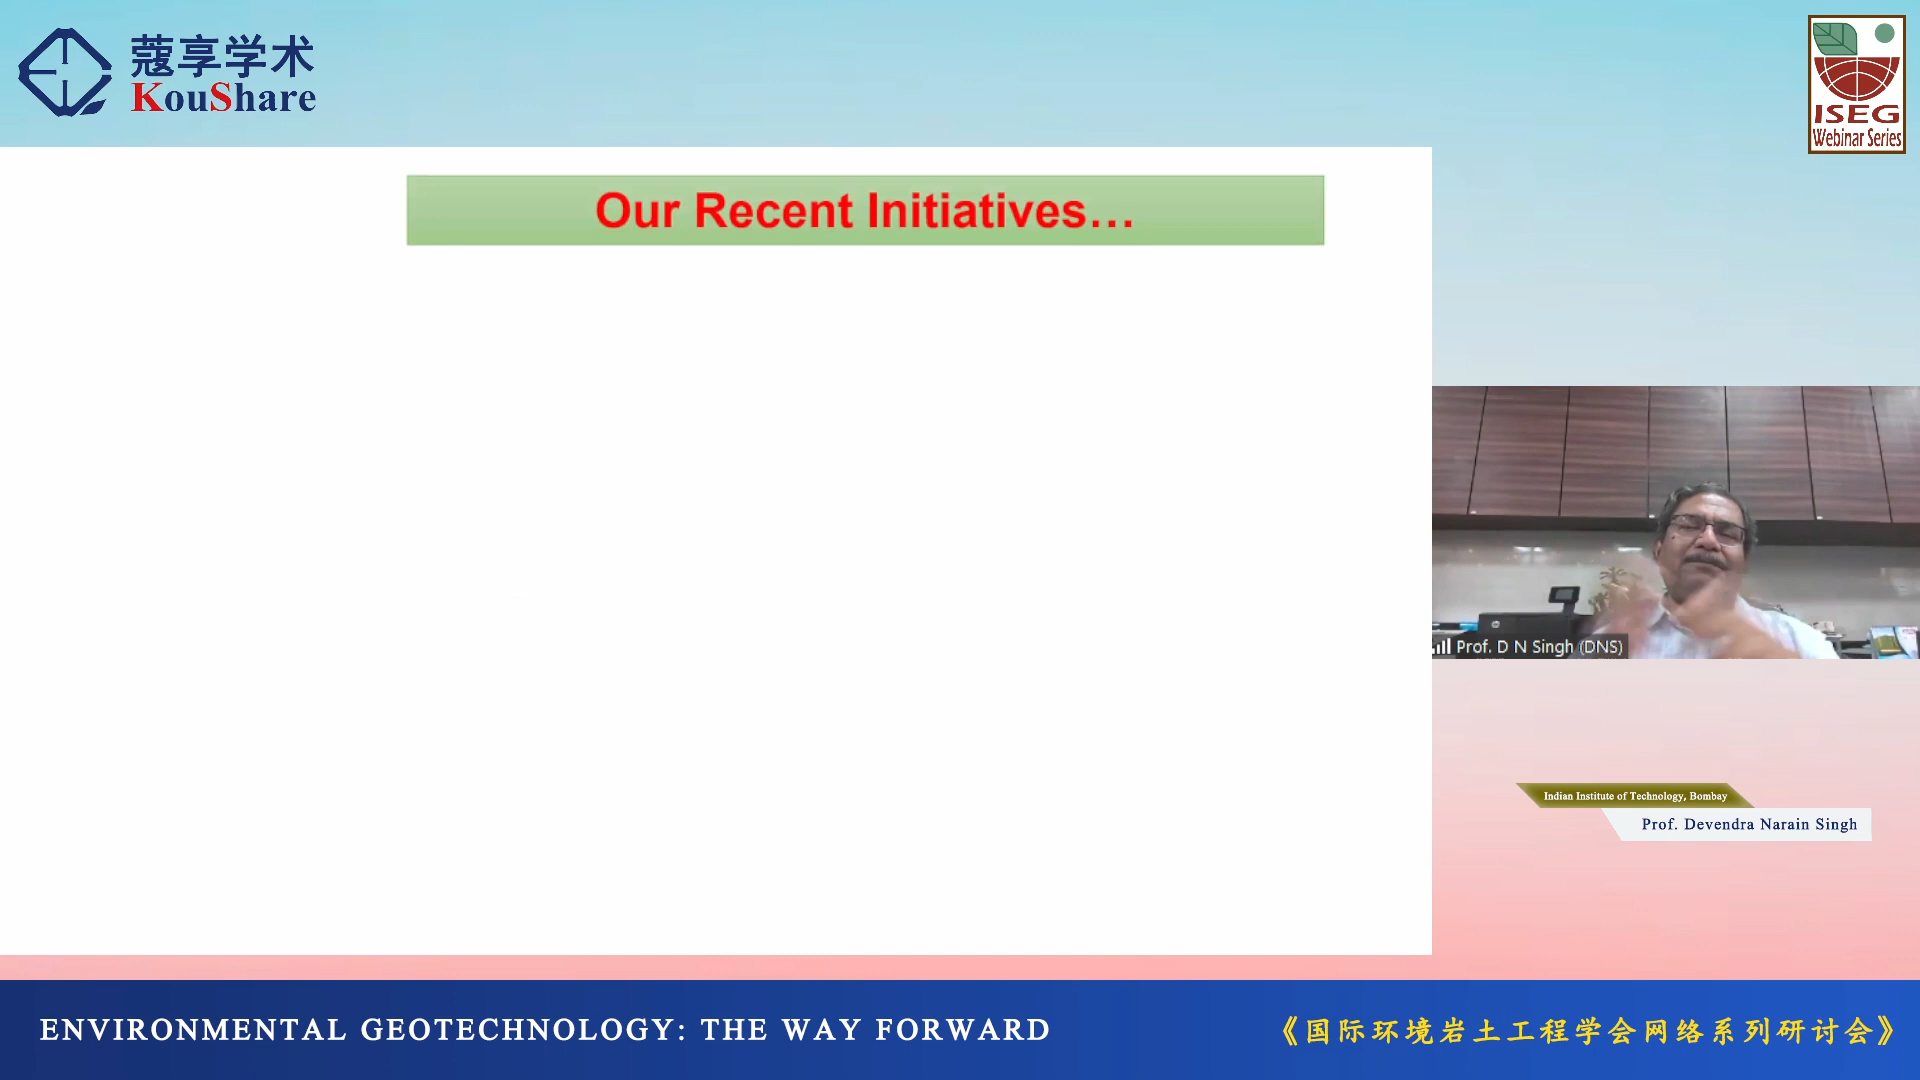 蔻享学术
KouShare
ISEG
Webinar Series
Our Recent Initiatives...
Prof. D N Singh (DNS)
Indian Institute of Technology, Bombay
Prof. Devendra Narain Singh
ENVIRONMENTAL GEOTECHNOLOGY: THE WAY FORWARD
《国际环境岩土工程学会网络系列研讨会》